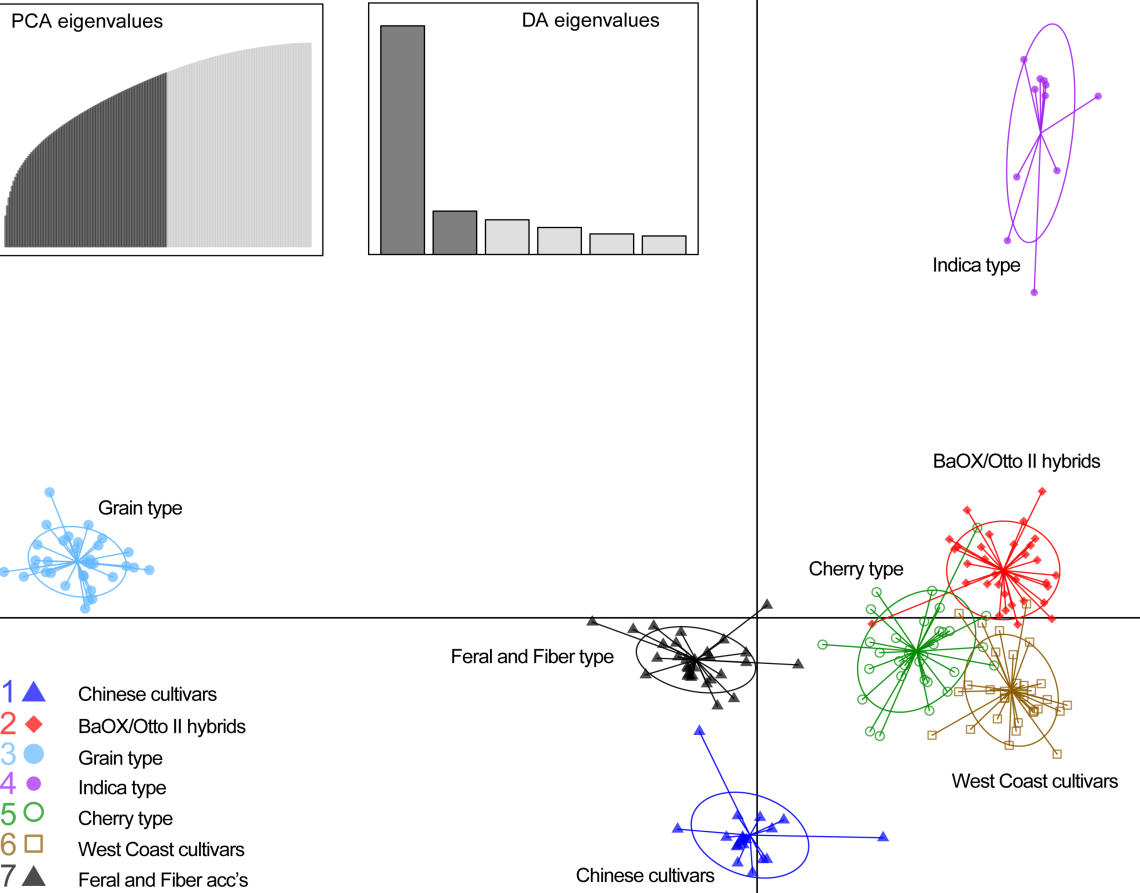 PCA eigenvalues
DA eigenvalues
Indica type
BaOX/Otto II hybrids
Grain type
Cherry type
Feral and Fiber type
West Coast cultivars
Chinese cultivars
1 Chinese cultivars
2 BaOX/Otto II hybrids
3 Grain type
4 Indica type
5 Cherry type
6 West Coast cultivars
7 Feral and Fiber acc's